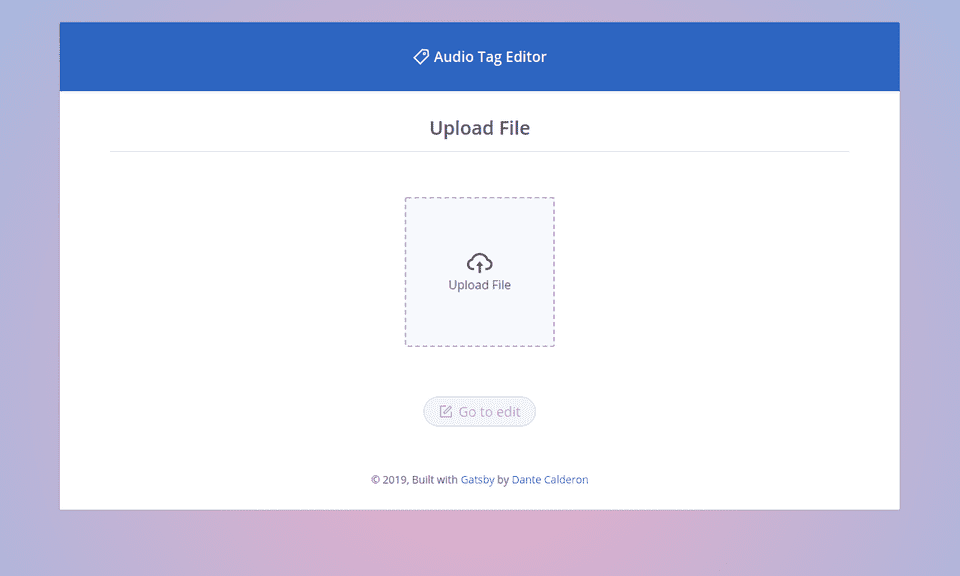 Audio Tag Editor
Upload File
Upload File
Go to edit
© 2019, Built with Gatsby by Dante Calderon